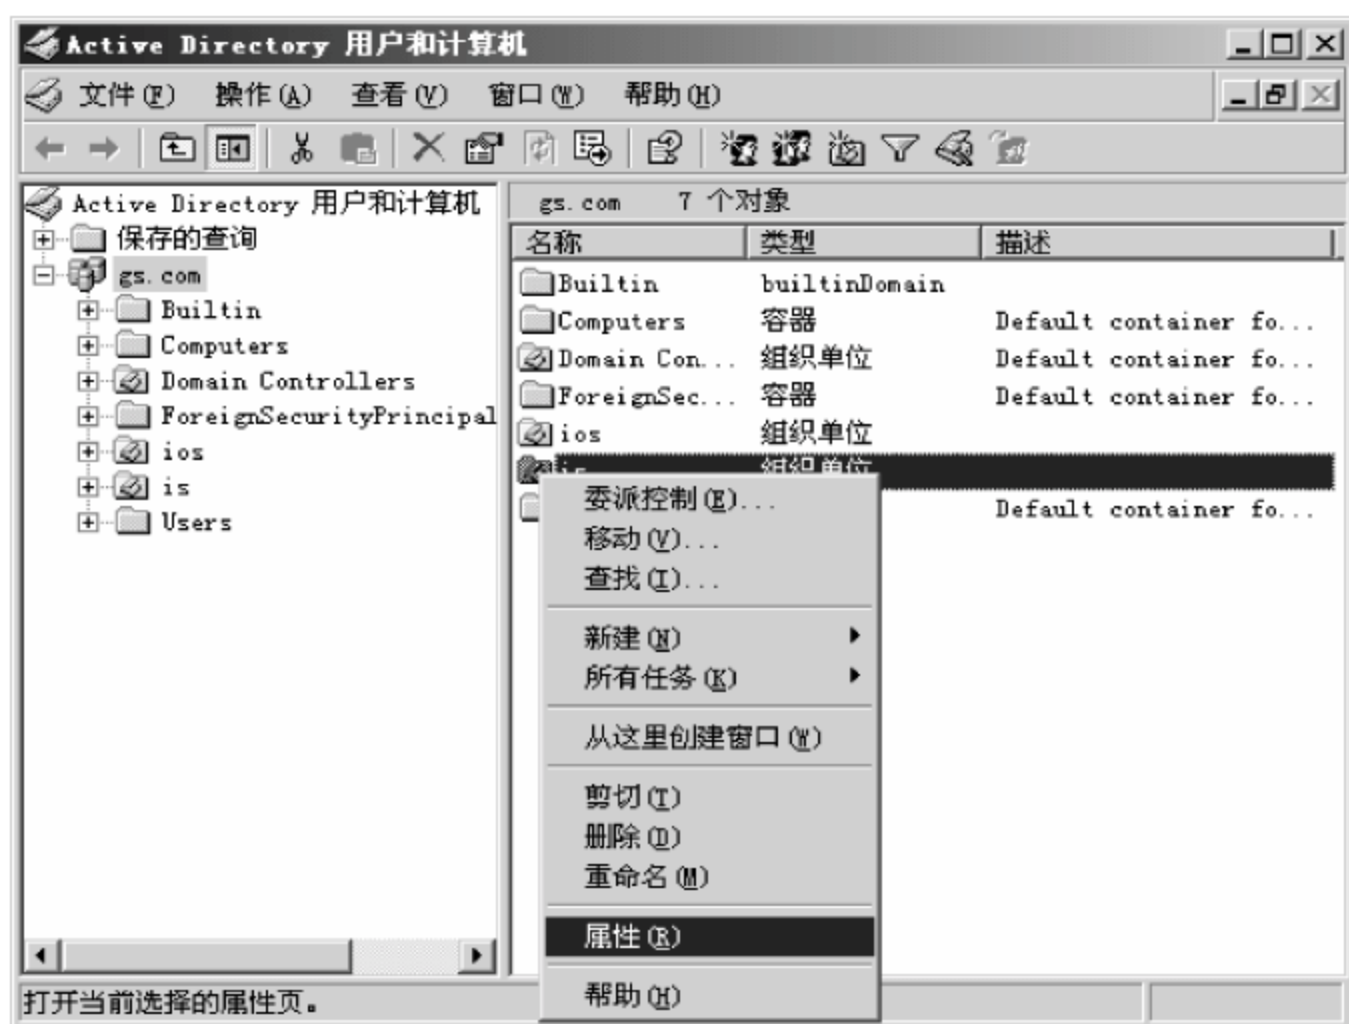 Active Directory 用户和计算机
文件(F) 操作(A) 查看(V) 窗口(W) 帮助(H)
Active Directory 用户和计算机
保存的查询
gs.com
Builtin
Computers
Domain Controllers
ForeignSecurityPrincipal
ios
is
Users
gs.com 7 个对象
名称 类型 描述
Builtin builtinDomain
Computers 容器 Default container fo...
Domain Con... 组织单位 Default container fo...
ForeignSec... 容器 Default container fo...
ios 组织单位
is 组织单位
Default container fo...
委派控制(E)...
移动(V)...
查找(I)...
新建(N)
所有任务(K)
从这里创建窗口(W)
剪切(T)
删除(D)
重命名(M)
属性(R)
帮助(H)
打开当前选择的属性页。